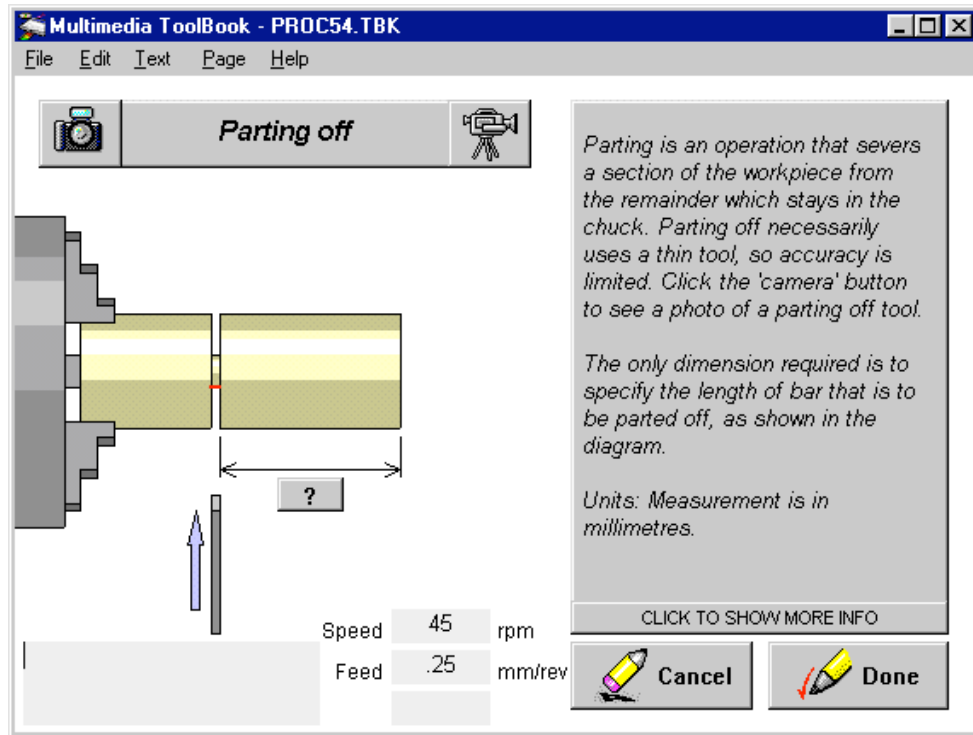 Multimedia ToolBook - PROC54.TBK
File Edit Text Page Help
Parting off
Parting is an operation that severs
a section of the workpiece from
the remainder which stays in the
chuck. Parting off necessarily
uses a thin tool, so accuracy is
limited. Click the 'camera' button
to see a photo of a parting off tool.
The only dimension required is to
specify the length of bar that is to
be parted off, as shown in the
diagram.
Units: Measurement is in
millimetres.
?
Speed 45 rpm
Feed .25 mm/rev
CLICK TO SHOW MORE INFO
Cancel
Done